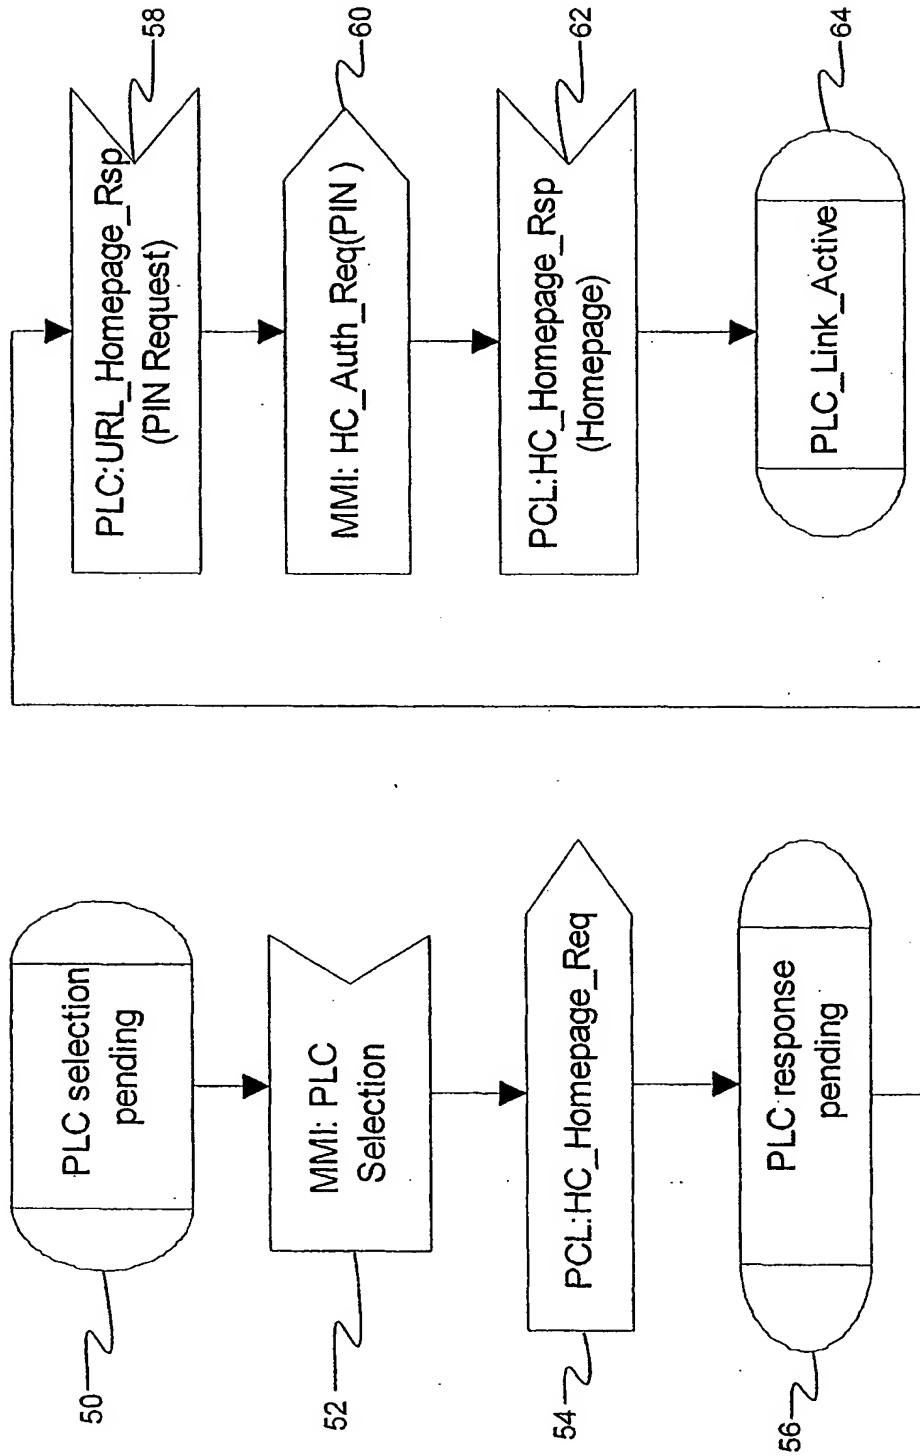 50
PLC selection
pending
52
MMI: PLC
Selection
54
PCL:HC_Homepage_Req
56
PLC response
pending
58
PLC:URL_Homepage_Rsp
(PIN Request)
60
MMI: HC_Auth_Req(PIN )
62
PCL:HC_Homepage_Rsp
(Homepage)
64
PLC_Link_Active